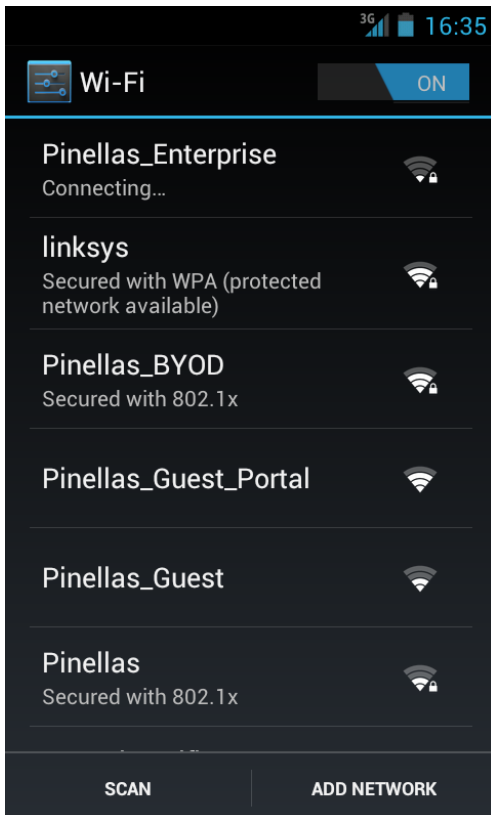 3G 16:35
Wi-Fi ON
Pinellas_Enterprise
Connecting...
linksys
Secured with WPA (protected
network available)
Pinellas_BYOD
Secured with 802.1x
Pinellas_Guest_Portal
Pinellas_Guest
Pinellas
Secured with 802.1x
SCAN ADD NETWORK